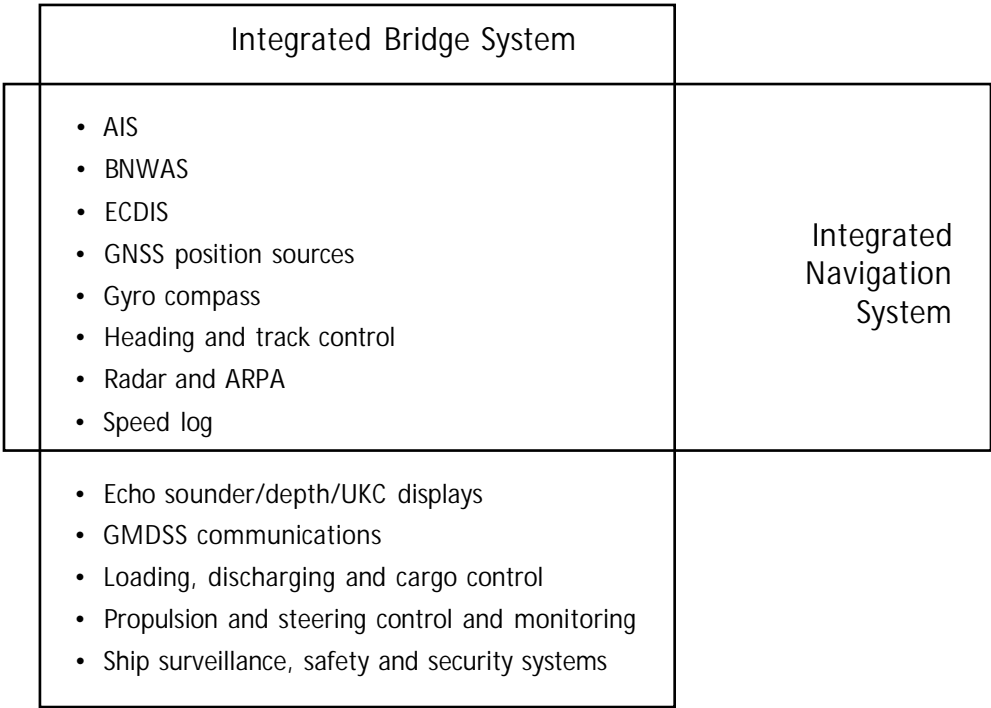 Integrated Bridge System
• AIS
• BNWAS
• ECDIS
• GNSS position sources
• Gyro compass
• Heading and track control
• Radar and ARPA
• Speed log
Integrated
Navigation
System
• Echo sounder/depth/UKC displays
• GMDSS communications
• Loading, discharging and cargo control
• Propulsion and steering control and monitoring
• Ship surveillance, safety and security systems